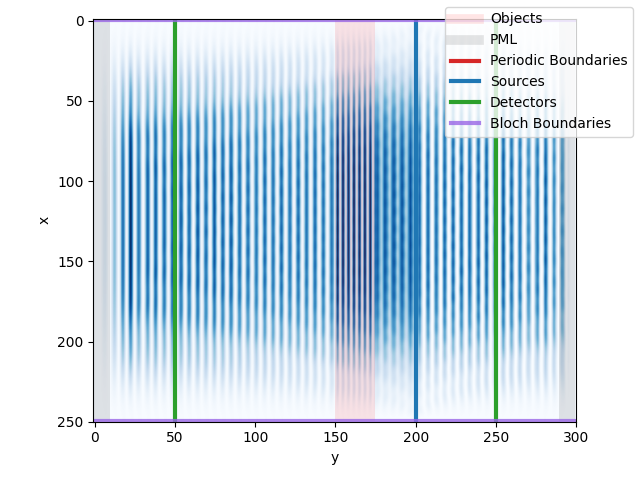 Objects
PML
Periodic Boundaries
Sources
Detectors
Bloch Boundaries
0
50
100
150
200
250
x
0 50 100 150 200 250 300
y